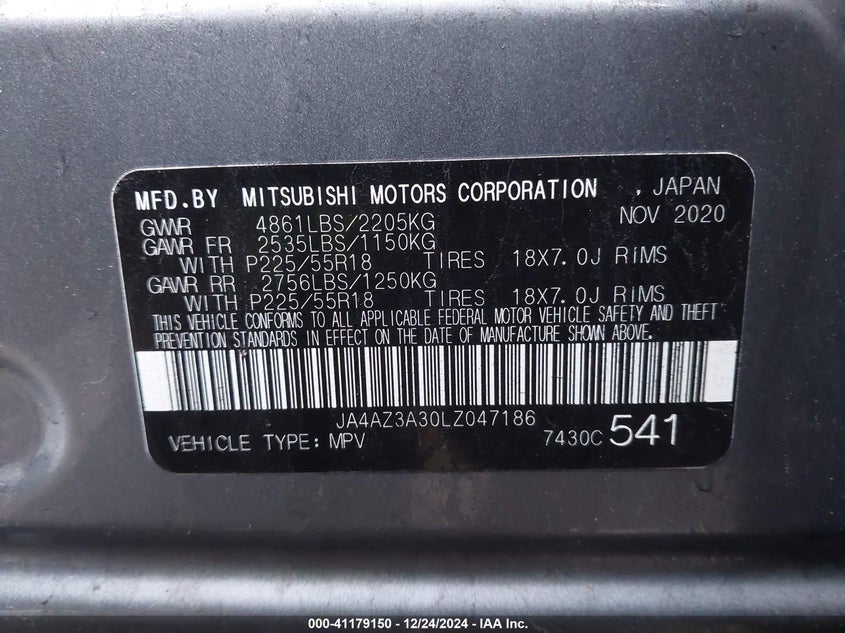 MFD.BY MITSUBISHI MOTORS CORPORATION , JAPAN
GWWR 4861LBS/2205KG NOV 2020
GAWR FR 2535LBS/1150KG
WITH P225/55R18 TIRES 18X7.0J RIMS
GAWR RR 2756LBS/1250KG
WITH P225/55R18 TIRES 18X7.0J RIMS
THIS VEHICLE CONFORMS TO ALL APPLICABLE FEDERAL MOTOR VEHICLE SAFETY AND THEFT
PREVENTION STANDARDS IN EFFECT ON THE DATE OF MANUFACTURE SHOWN ABOVE.
JA4AZ3A30LZ047186
VEHICLE TYPE: MPV 7430C 541
000-41179150 - 12/24/2024 - IAA Inc.